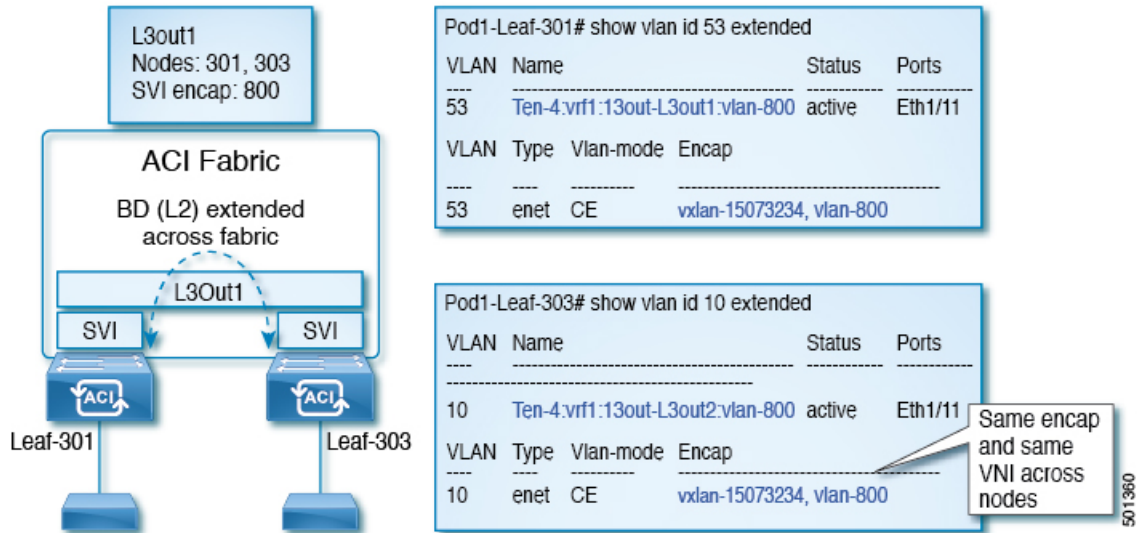 L3out1
Nodes: 301, 303
SVI encap: 800
ACI Fabric
BD (L2) extended
across fabric
L3Out1
SVI
SVI
ACI
ACI
Leaf-301
Leaf-303
Pod1-Leaf-301# show vlan id 53 extended
VLAN Name Status Ports
---- -------------------------------------------- ------------ ------------
53 Ten-4:vrf1:13out-L3out1:vlan-800 active Eth1/11
VLAN Type Vlan-mode Encap
---- ---- ---------- -----------------------------------------
53 enet CE vxlan-15073234, vlan-800
Pod1-Leaf-303# show vlan id 10 extended
VLAN Name Status Ports
---- -------------------------------------------- ------------ ------------
------------------------------------------------
10 Ten-4:vrf1:13out-L3out2:vlan-800 active Eth1/11
VLAN Type Vlan-mode Encap
---- ---- ---------- -----------------------------------------
10 enet CE vxlan-15073234, vlan-800
Same encap
and same
VNI across
nodes
501360